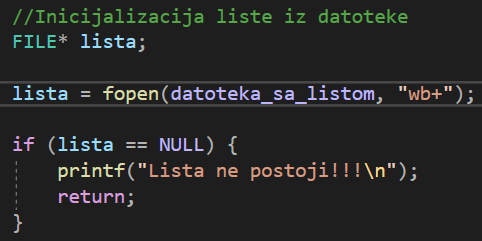 //Inicijalizacija liste iz datoteke
FILE* lista;
lista = fopen(datoteka_sa_listom, "wb+");
if (lista == NULL) {
printf("Lista ne postoji!!!\n");
return;
}